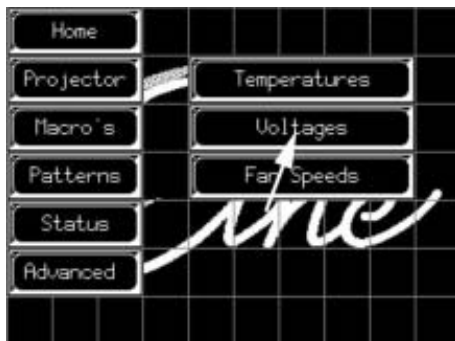 Home
Projector
Temperatures
Macro's
Voltages
Patterns
Fan Speeds
Status
Advanced